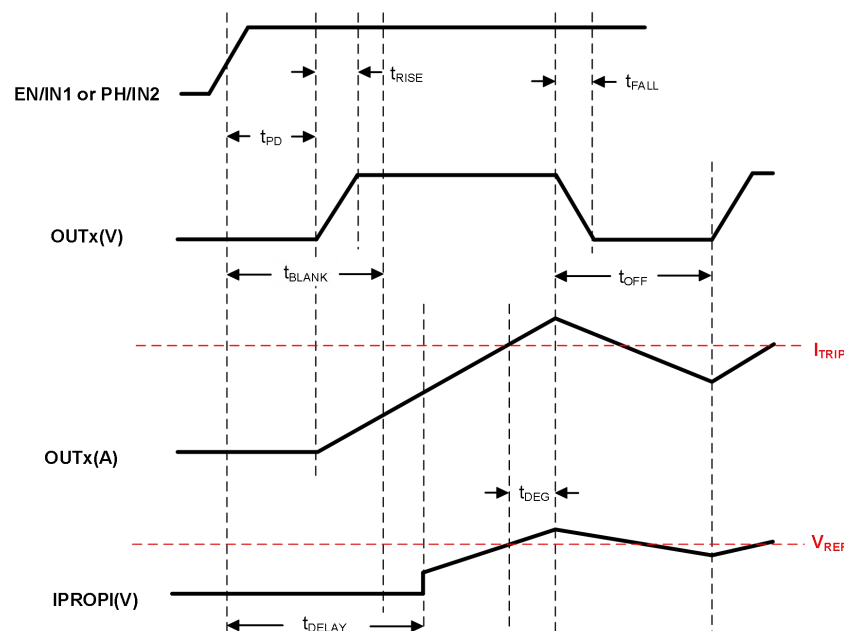 EN/IN1 or PH/IN2
tRISE
tFALL
tPD
OUTx(V)
tBLANK
tOFF
ITRIP
OUTx(A)
tDEG
VREF
IPROPI(V)
tDELAY